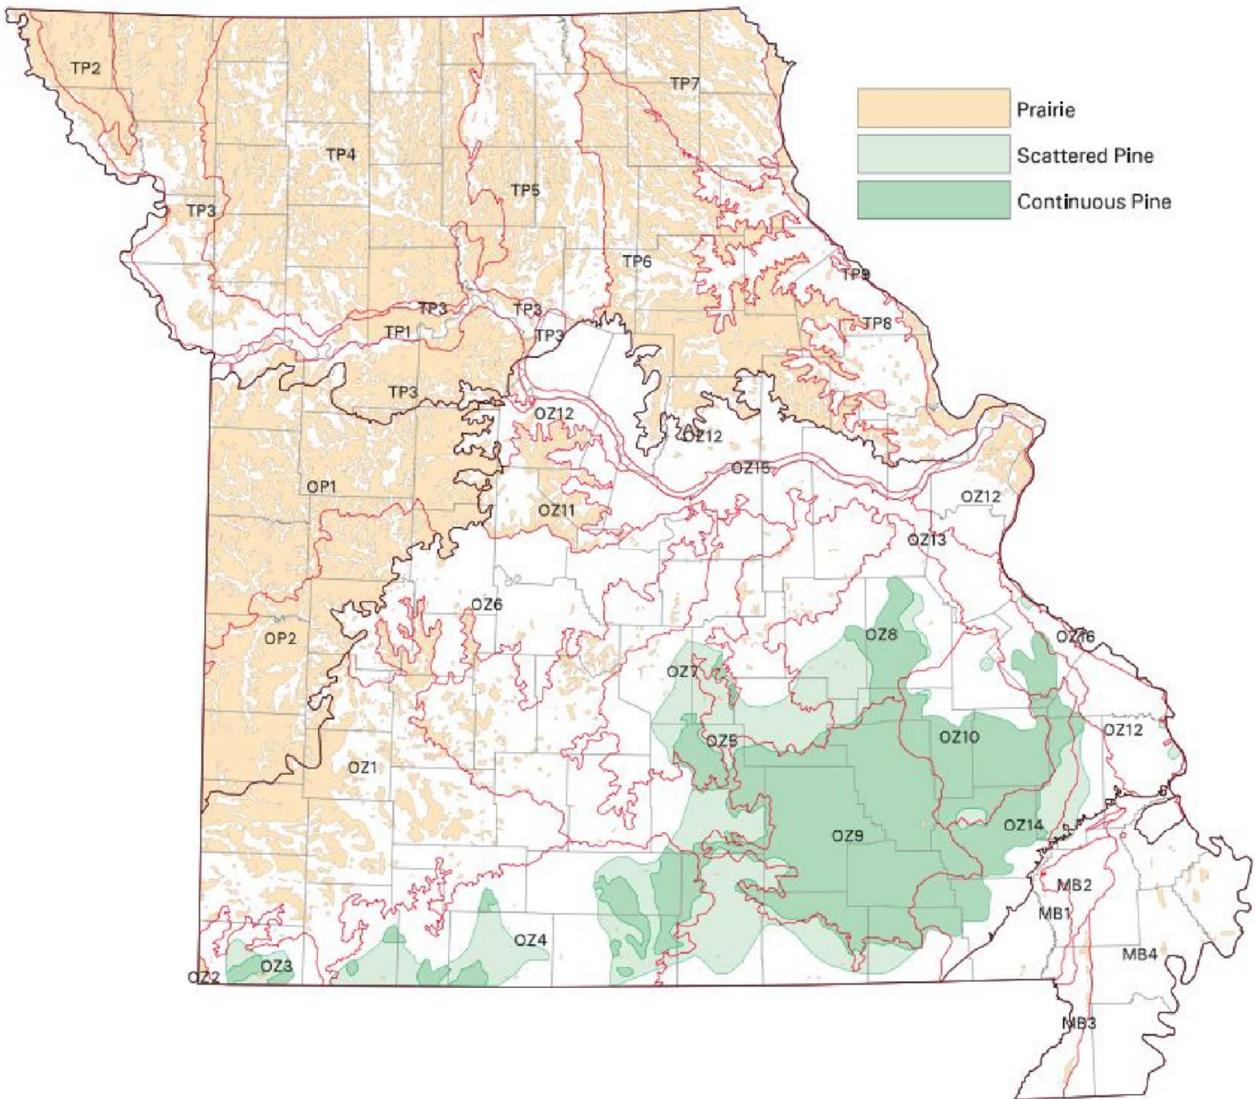 TP2
TP7
Prairie
TP4
Scattered Pine
TP5
Continuous Pine
TP3
TP6
TP9
TP3
TP3
TP8
TP1
TP3
TP3
OZ12
OZ12
OZ15
OP1
OZ12
OZ11
OZ13
OZ6
OP2
OZ8
OZ16
OZ7
OZ5
OZ10
OZ12
OZ1
OZ14
OZ9
MB2
MB1
OZ4
MB4
OZ3
OZ2
MB3